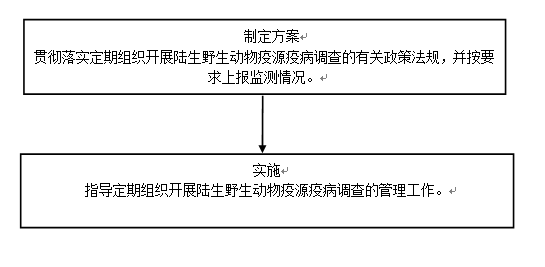 制定方案
贯彻落实定期组织开展陆生野生动物疫源疫病调查的有关政策法规，并按要
求上报监测情况。
实施
指导定期组织开展陆生野生动物疫源疫病调查的管理工作。